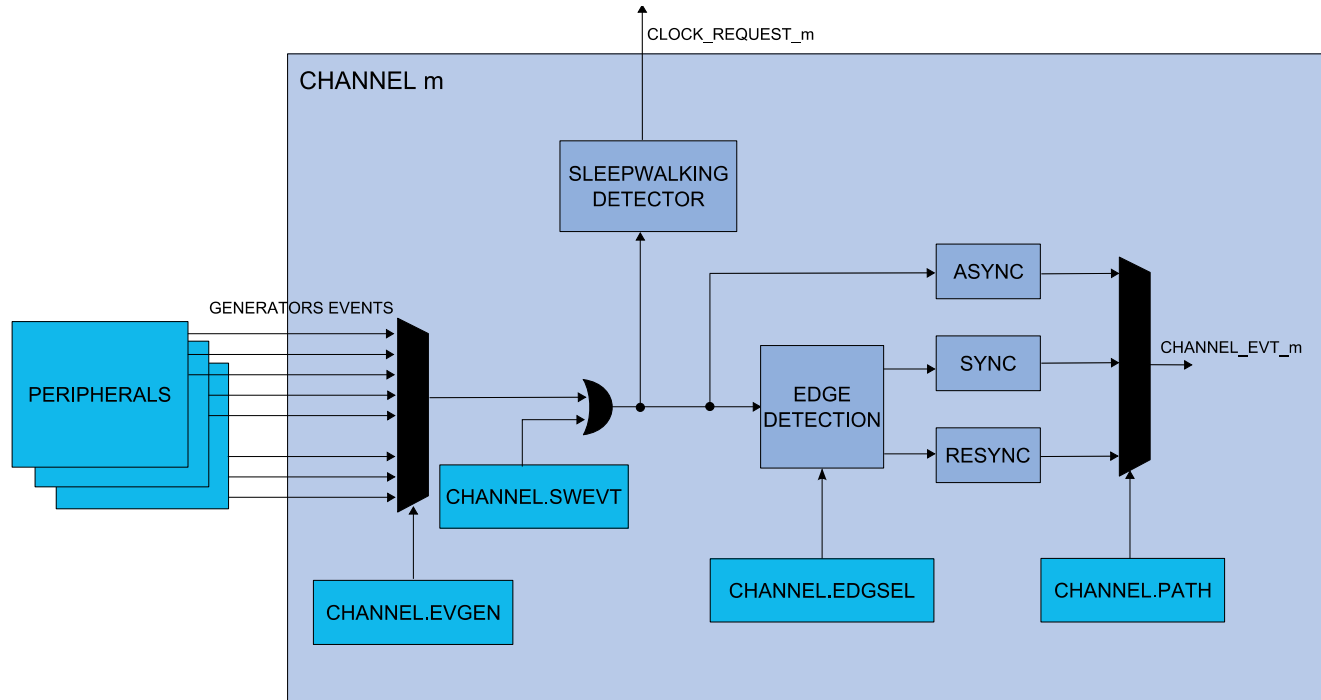 CLOCK_REQUEST_m
CHANNEL m
SLEEPWALKING
DETECTOR
ASYNC
GENERATORS EVENTS
CHANNEL_EVT_m
PERIPHERALS
EDGE
DETECTION
SYNC
RESYNC
CHANNEL.SWEVT
CHANNEL.EVGEN
CHANNEL.EDGSEL
CHANNEL.PATH